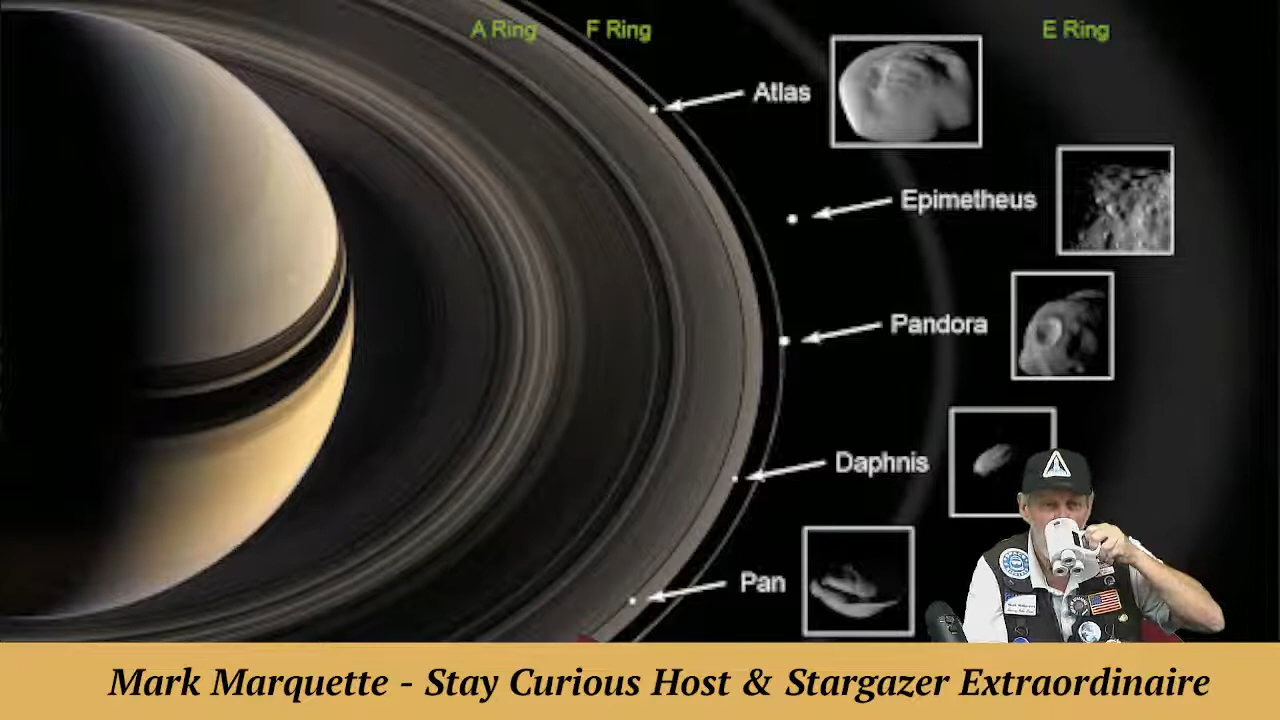 A Ring
F Ring
E Ring
Atlas
Epimetheus
Pandora
Daphnis
Pan
Mark Marquette - Stay Curious Host & Stargazer Extraordinaire